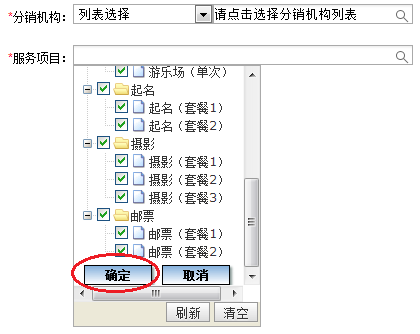 *分销机构： 列表选择 请点击选择分销机构列表
*服务项目：
游乐场（单次）
起名
起名（套餐1）
起名（套餐2）
摄影
摄影（套餐1）
摄影（套餐2）
摄影（套餐3）
邮票
邮票（套餐1）
邮票（套餐2）
确定 取消
刷新 清空